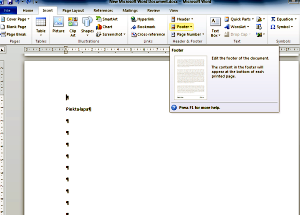 New Microsoft Word Document.docx - Microsoft Word
File Home Insert Page Layout References Mailings Review View
Cover Page Blank Page Page Break
Table Picture Clip Art Shapes
SmartArt Chart Screenshot
Hyperlink Bookmark Cross-reference
Header Footer Page Number
Text Box Quick Parts WordArt Drop Cap
Equation Symbol
Pages Tables Illustrations Links Header & Footer
Footer
Edit the footer of the document.
The content in the footer will
appear at the bottom of each
printed page.
Press F1 for more help.